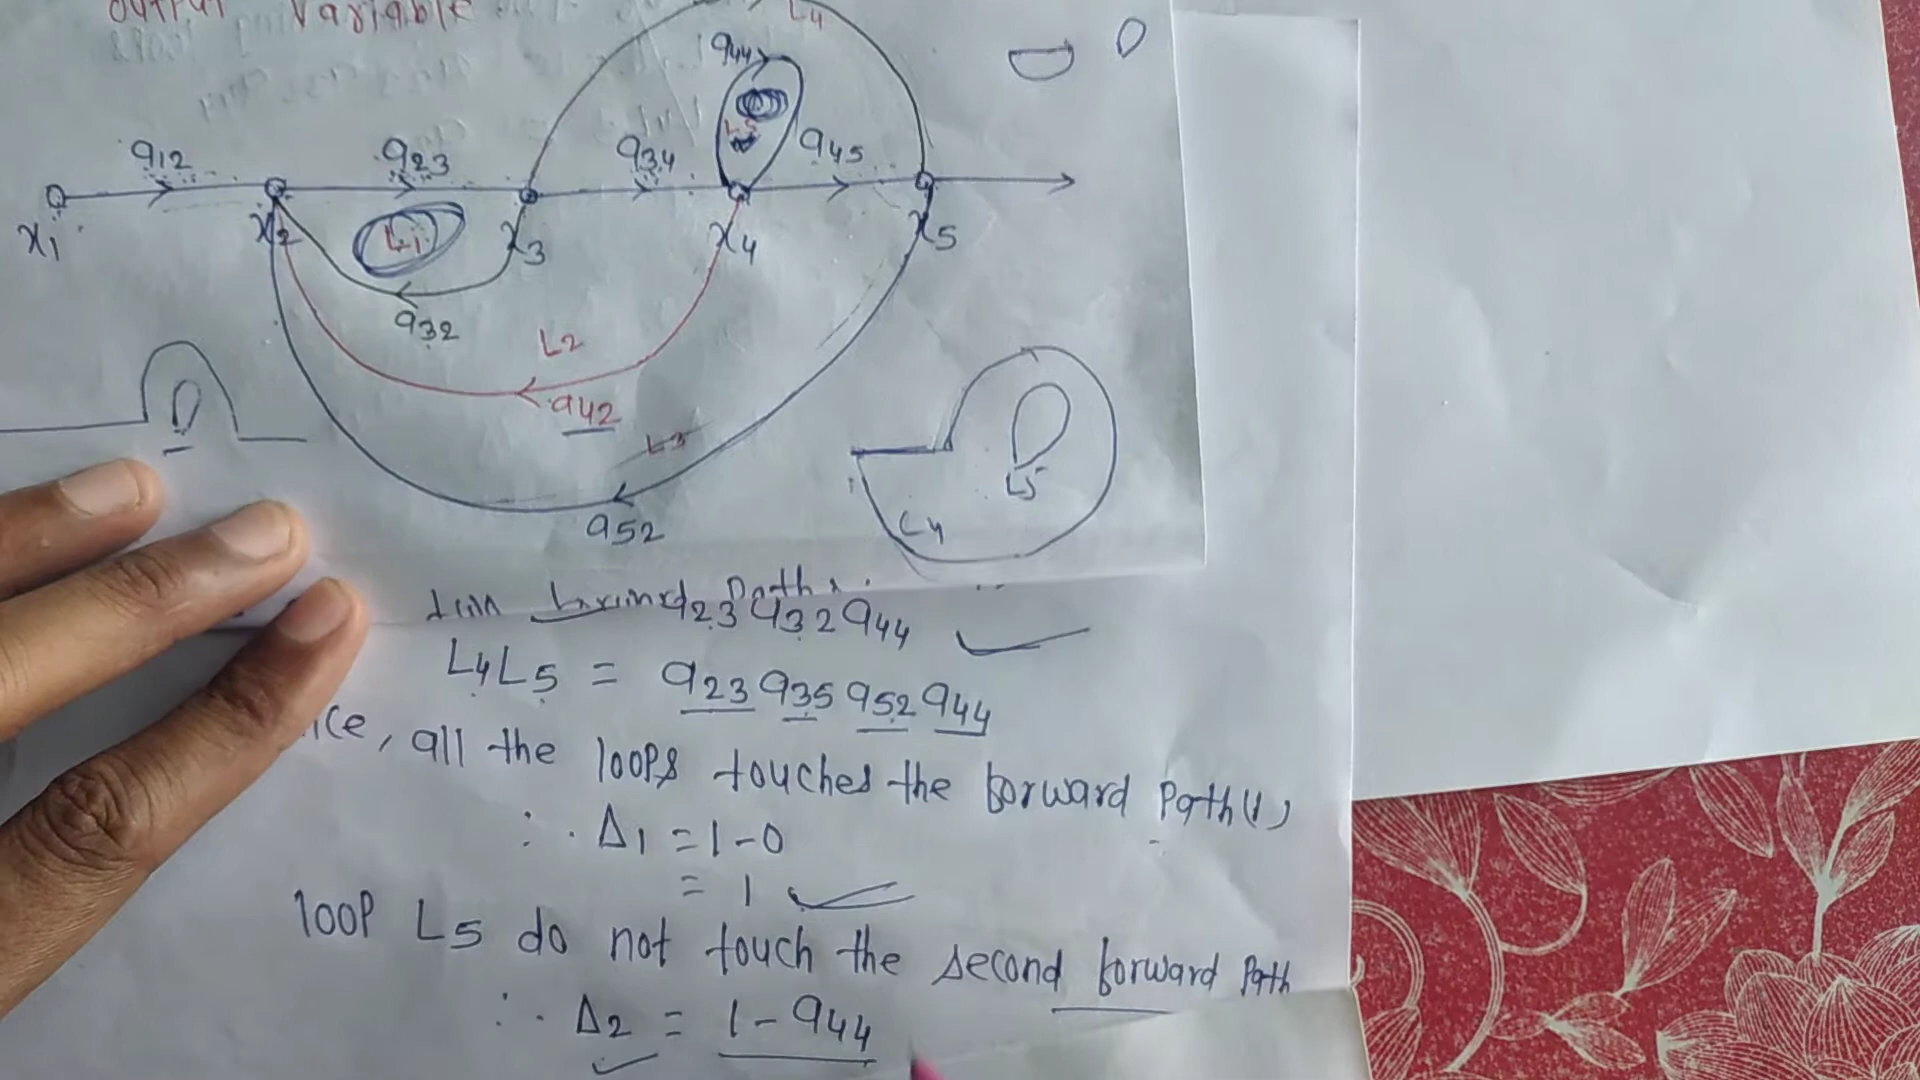 output variable
L4
a44
L5
a12 a23 a34 a45
x1 x2 L1 x3 x4 x5
a32
L2
a42
L3
a52
L5
L4
a23 a32 a44
L4L5 = a23 a35 a52 a44
all the loops touches the forward Path(1)
∴ Δ1 = 1-0
= 1
loop L5 do not touch the second forward Path
∴ Δ2 = 1-a44